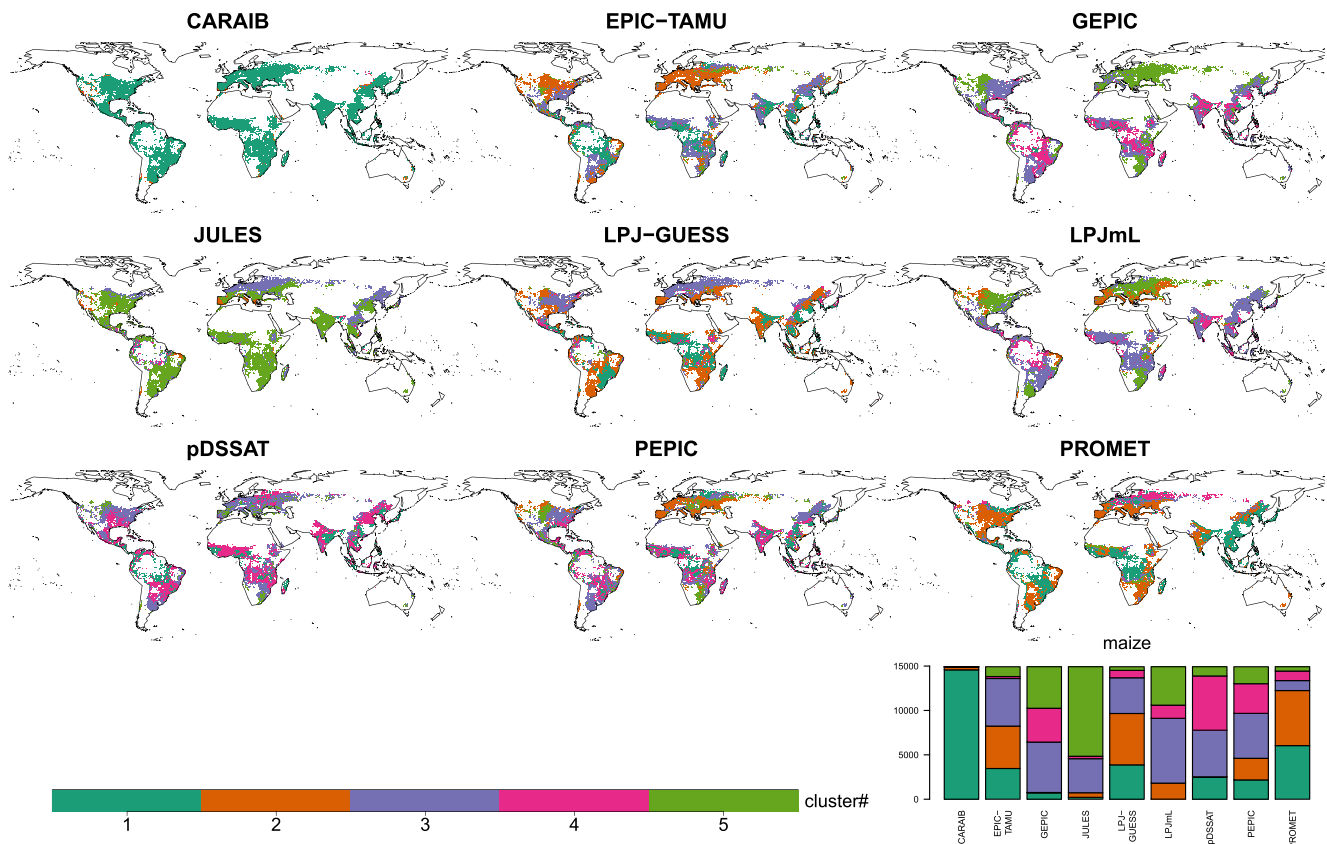 CARAIB EPIC−TAMU GEPIC
JULES LPJ−GUESS LPJmL
pDSSAT PEPIC PROMET
maize
15000
10000
5000
0
CARAIB
EPIC−
TAMU
GEPIC
JULES
LPJ−
GUESS
LPJmL
pDSSAT
PEPIC
cluster#
1 2 3 4 5